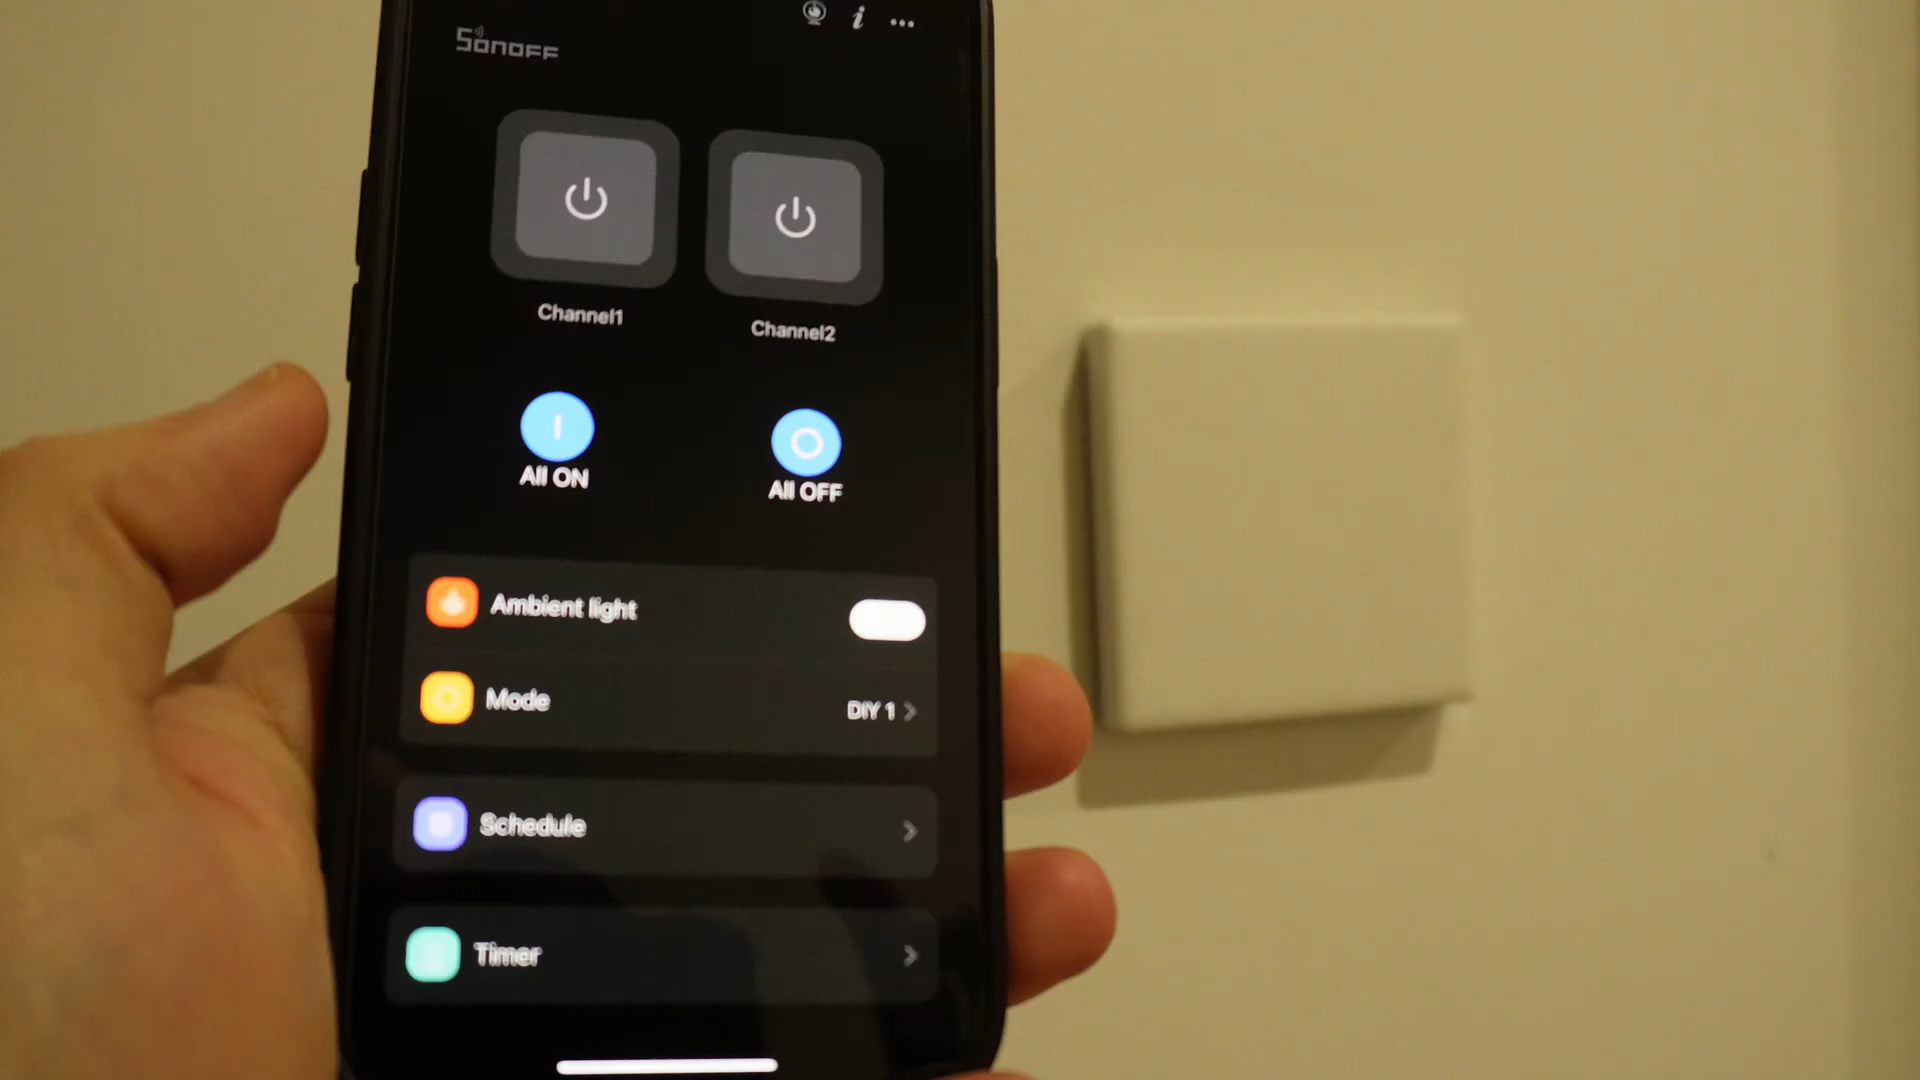 SONOFF
Channel1
Channel2
All ON
All OFF
Ambient light
Mode
DIY 1
Schedule
Timer